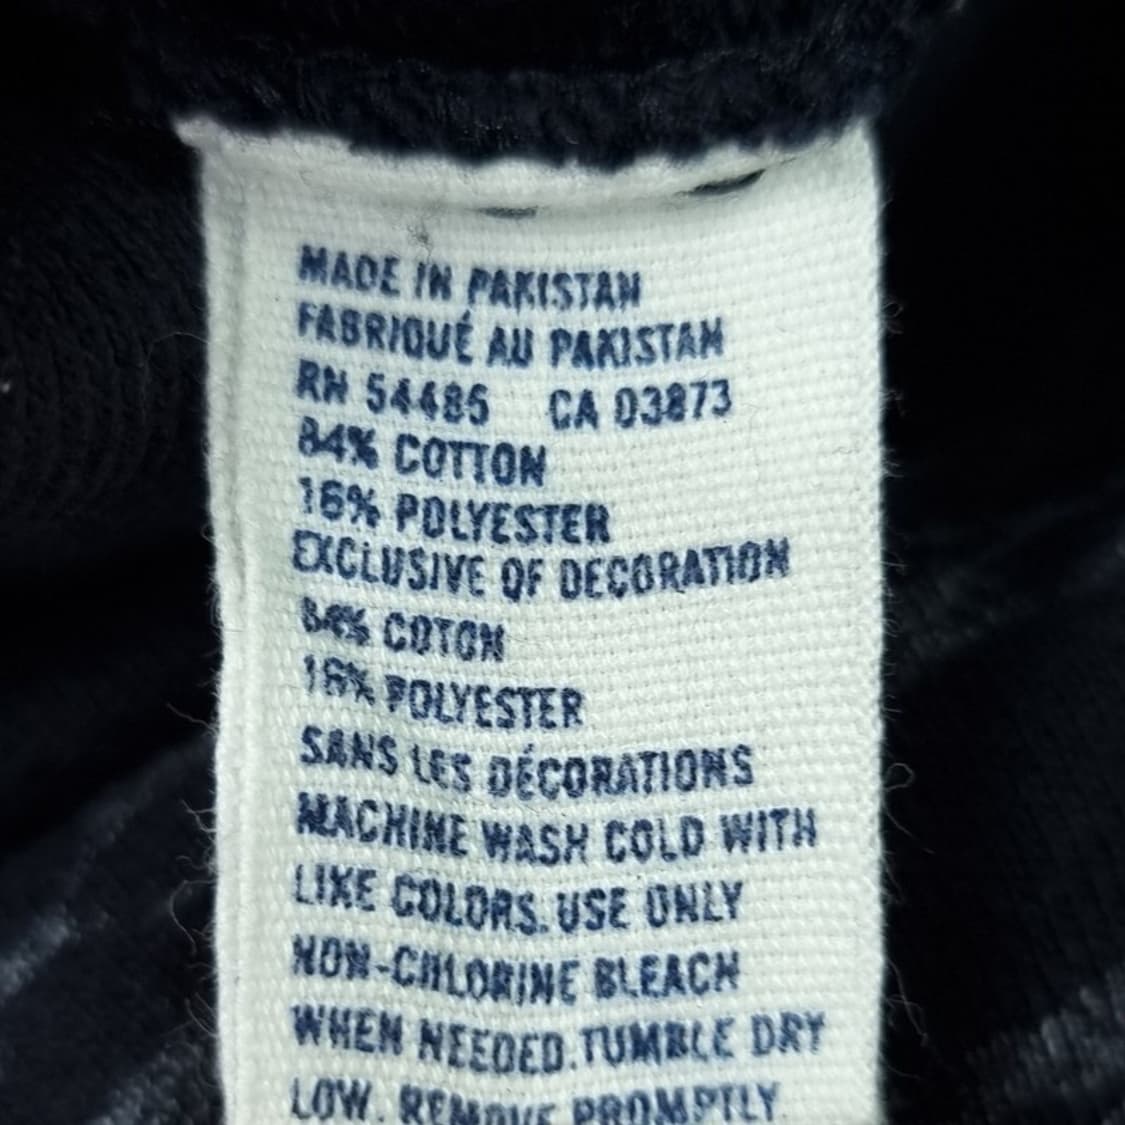 MADE IN PAKISTAN
FABRIQUÉ AU PAKISTAN
RN 54485 CA 03873
84% COTTON
16% POLYESTER
EXCLUSIVE OF DECORATION
84% COTON
16% POLYESTER
SANS LES DÉCORATIONS
MACHINE WASH COLD WITH
LIKE COLORS. USE ONLY
NON-CHLORINE BLEACH
WHEN NEEDED. TUMBLE DRY
LOW. REMOVE PROMPTLY